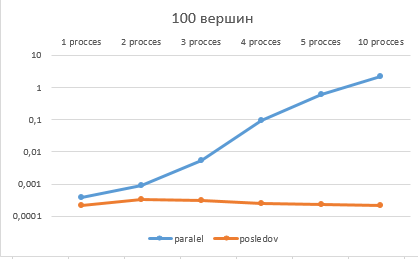 100 вершин
1 procces 2 procces 3 procces 4 procces 5 procces 10 procces
10
1
0,1
0,01
0,001
0,0001
paralel posledov